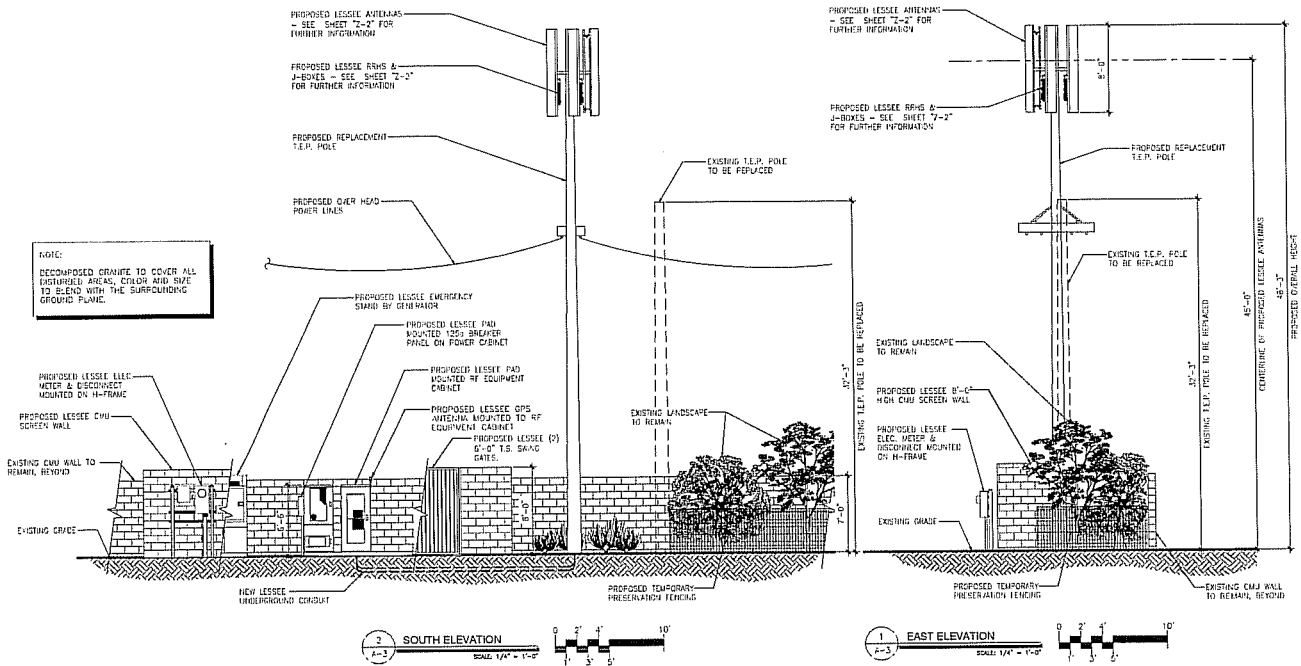 PROPOSED LESSEE ANTENNAS
- SEE SHEET "Z-2" FOR
FURTHER INFORMATION
PROPOSED LESSEE RRHS &
J-BOXES - SEE SHEET "Z-2"
FOR FURTHER INFORMATION
PROPOSED REPLACEMENT
T.E.P. POLE
EXISTING T.E.P. POLE
TO BE REPLACED
PROPOSED OVER HEAD
POWER LINES
NOTE:
DECOMPOSED GRANITE TO COVER ALL
DISTURBED AREAS, COLOR AND SIZE
TO BLEND WITH THE SURROUNDING
GROUND PLANE.
PROPOSED LESSEE EMERGENCY
STAND BY GENERATOR
PROPOSED LESSEE PAD
MOUNTED 125a BREAKER
PANEL ON POWER CABINET
PROPOSED LESSEE ELEC
METER & DISCONNECT
MOUNTED ON H-FRAME
PROPOSED LESSEE PAD
MOUNTED RF EQUIPMENT
CABINET
PROPOSED LESSEE CMU
SCREEN WALL
PROPOSED LESSEE GPS
ANTENNA MOUNTED TO RF
EQUIPMENT CABINET
PROPOSED LESSEE (2)
6'-0" T.S. SWING
GATES.
EXISTING LANDSCAPE
TO REMAIN
EXISTING CMU WALL TO
REMAIN, BEYOND
EXISTING GRADE
8'-0"
7'-0"
32'-3"
EXISTING T.E.P. POLE TO BE REPLACED
NEW LESSEE
UNDERGROUND CONDUIT
PROPOSED TEMPORARY
PRESERVATION FENCING
2
A-3
SOUTH ELEVATION
SCALE: 1/4" = 1'-0"
0 2' 4' 10'
1' 3' 5'
PROPOSED LESSEE ANTENNAS
- SEE SHEET "Z-2" FOR
FURTHER INFORMATION
8'-0"
PROPOSED LESSEE RRHS &
J-BOXES - SEE SHEET "Z-2"
FOR FURTHER INFORMATION
PROPOSED REPLACEMENT
T.E.P. POLE
EXISTING T.E.P. POLE
TO BE REPLACED
EXISTING LANDSCAPE
TO REMAIN
PROPOSED LESSEE 8'-0"
HIGH CMU SCREEN WALL
PROPOSED LESSEE
ELEC. METER &
DISCONNECT MOUNTED
ON H-FRAME
EXISTING GRADE
32'-3"
EXISTING T.E.P. POLE TO BE REPLACED
45'-0"
CENTERLINE OF PROPOSED LESSEE ANTENNAS
48'-3"
PROPOSED OVERALL HEIGHT
PROPOSED TEMPORARY
PRESERVATION FENCING
EXISTING CMU WALL
TO REMAIN, BEYOND
1
A-3
EAST ELEVATION
SCALE: 1/4" = 1'-0"
0 2' 4' 10'
1' 3' 5'